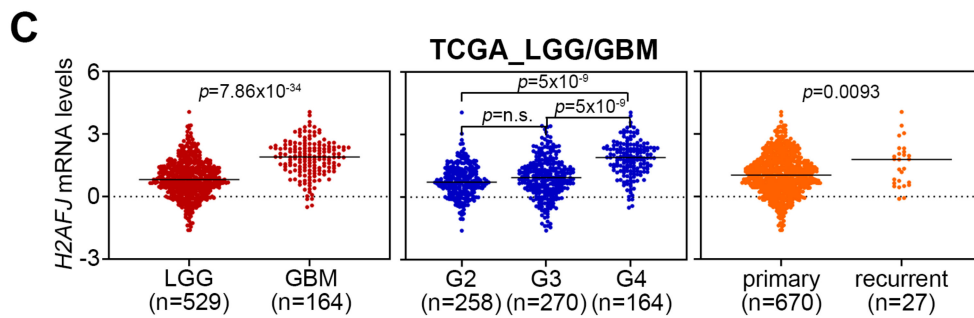 C
TCGA_LGG/GBM
H2AFJ mRNA levels
6
3
0
-3
p=7.86x10⁻³⁴
LGG
(n=529)
GBM
(n=164)
p=5x10⁻⁹
p=n.s.
p=5x10⁻⁹
G2
(n=258)
G3
(n=270)
G4
(n=164)
p=0.0093
primary
(n=670)
recurrent
(n=27)